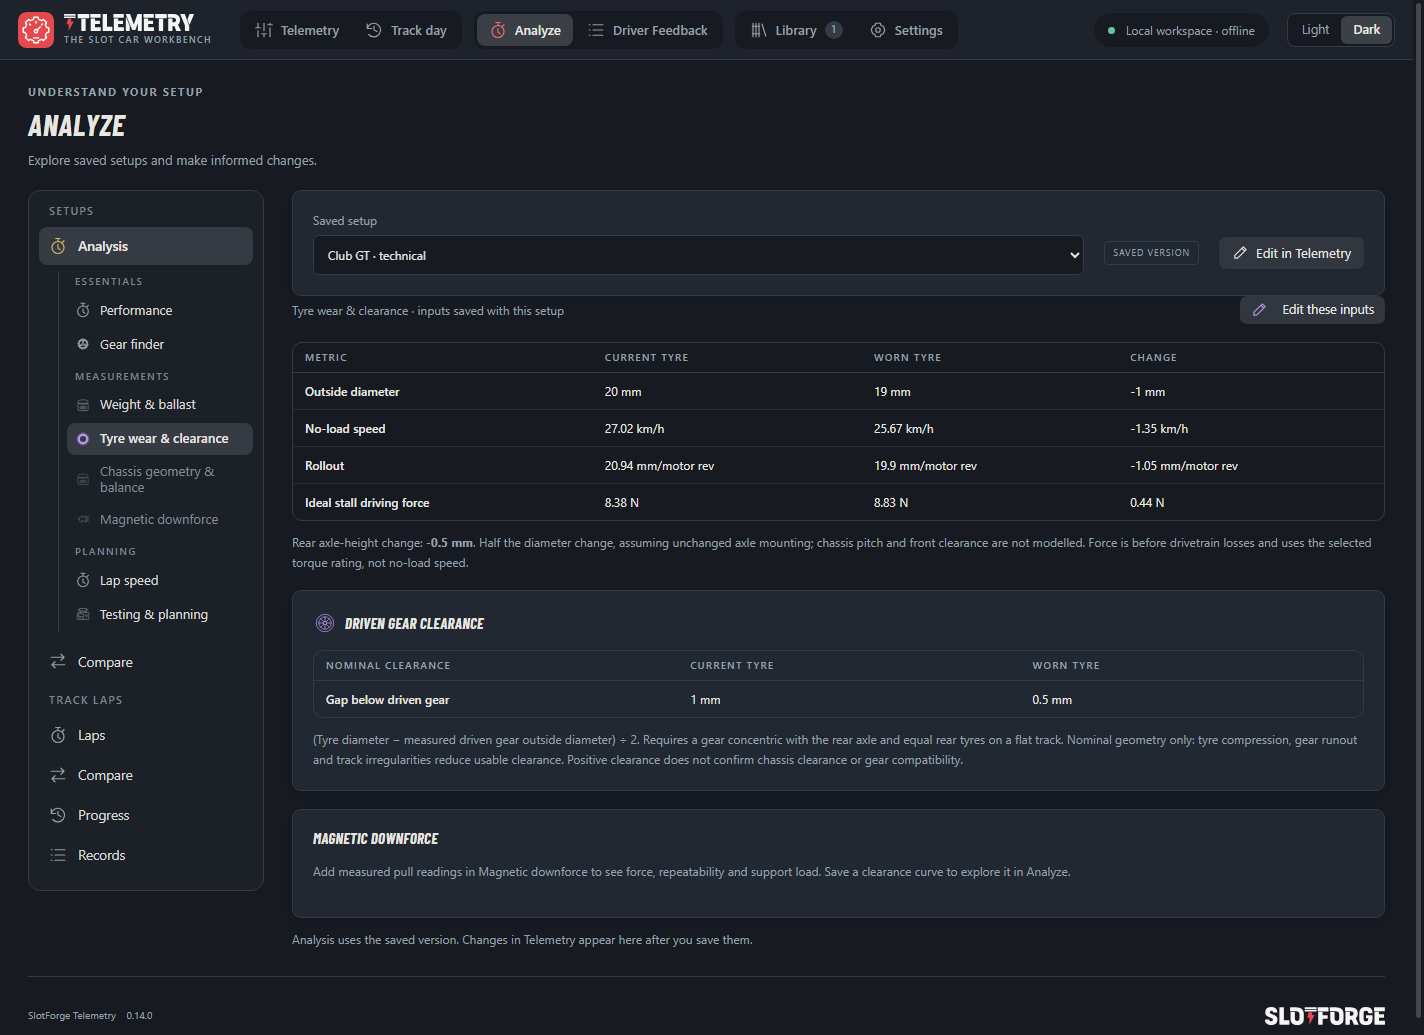 TELEMETRY
THE SLOT CAR WORKBENCH
Telemetry
Track day
Analyze
Driver Feedback
Library 1
Settings
Local workspace · offline
Light
Dark
UNDERSTAND YOUR SETUP
ANALYZE
Explore saved setups and make informed changes.
SETUPS
Analysis
ESSENTIALS
Performance
Gear finder
MEASUREMENTS
Weight & ballast
Tyre wear & clearance
Chassis geometry &
balance
Magnetic downforce
PLANNING
Lap speed
Testing & planning
Compare
TRACK LAPS
Laps
Compare
Progress
Records
Saved setup
Club GT · technical
SAVED VERSION
Edit in Telemetry
Tyre wear & clearance · inputs saved with this setup
Edit these inputs
METRIC CURRENT TYRE WORN TYRE CHANGE
Outside diameter 20 mm 19 mm -1 mm
No-load speed 27.02 km/h 25.67 km/h -1.35 km/h
Rollout 20.94 mm/motor rev 19.9 mm/motor rev -1.05 mm/motor rev
Ideal stall driving force 8.38 N 8.83 N 0.44 N
Rear axle-height change: -0.5 mm. Half the diameter change, assuming unchanged axle mounting; chassis pitch and front clearance are not modelled. Force is before drivetrain losses and uses the selected
torque rating, not no-load speed.
DRIVEN GEAR CLEARANCE
NOMINAL CLEARANCE CURRENT TYRE WORN TYRE
Gap below driven gear 1 mm 0.5 mm
(Tyre diameter − measured driven gear outside diameter) ÷ 2. Requires a gear concentric with the rear axle and equal rear tyres on a flat track. Nominal geometry only: tyre compression, gear runout
and track irregularities reduce usable clearance. Positive clearance does not confirm chassis clearance or gear compatibility.
MAGNETIC DOWNFORCE
Add measured pull readings in Magnetic downforce to see force, repeatability and support load. Save a clearance curve to explore it in Analyze.
Analysis uses the saved version. Changes in Telemetry appear here after you save them.
SlotForge Telemetry 0.14.0
SLOTFORGE